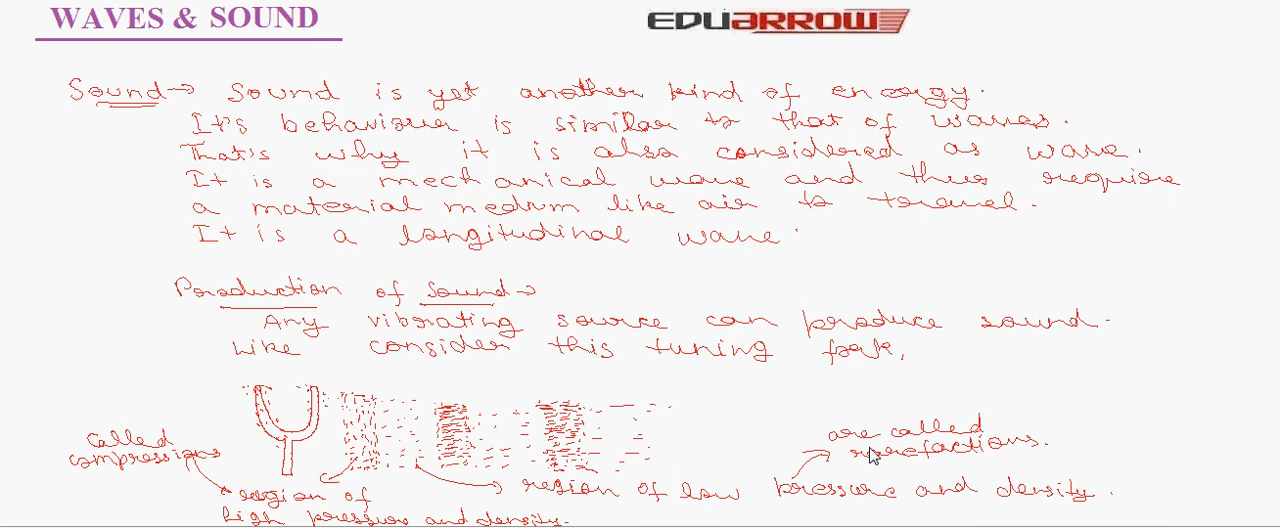 WAVES & SOUND
EDUARROW
Sound → Sound is yet another kind of energy.
It's behaviour is similar to that of waves.
That's why it is also considered as wave.
It is a mechanical wave and thus require
a material medium like air to travel.
It is a longitudinal wave.
Production of Sound →
Any vibrating source can produce sound.
Like consider this tuning fork,
called
compressions
are called
rarefactions.
region of
high pressure and density.
region of low pressure and density.